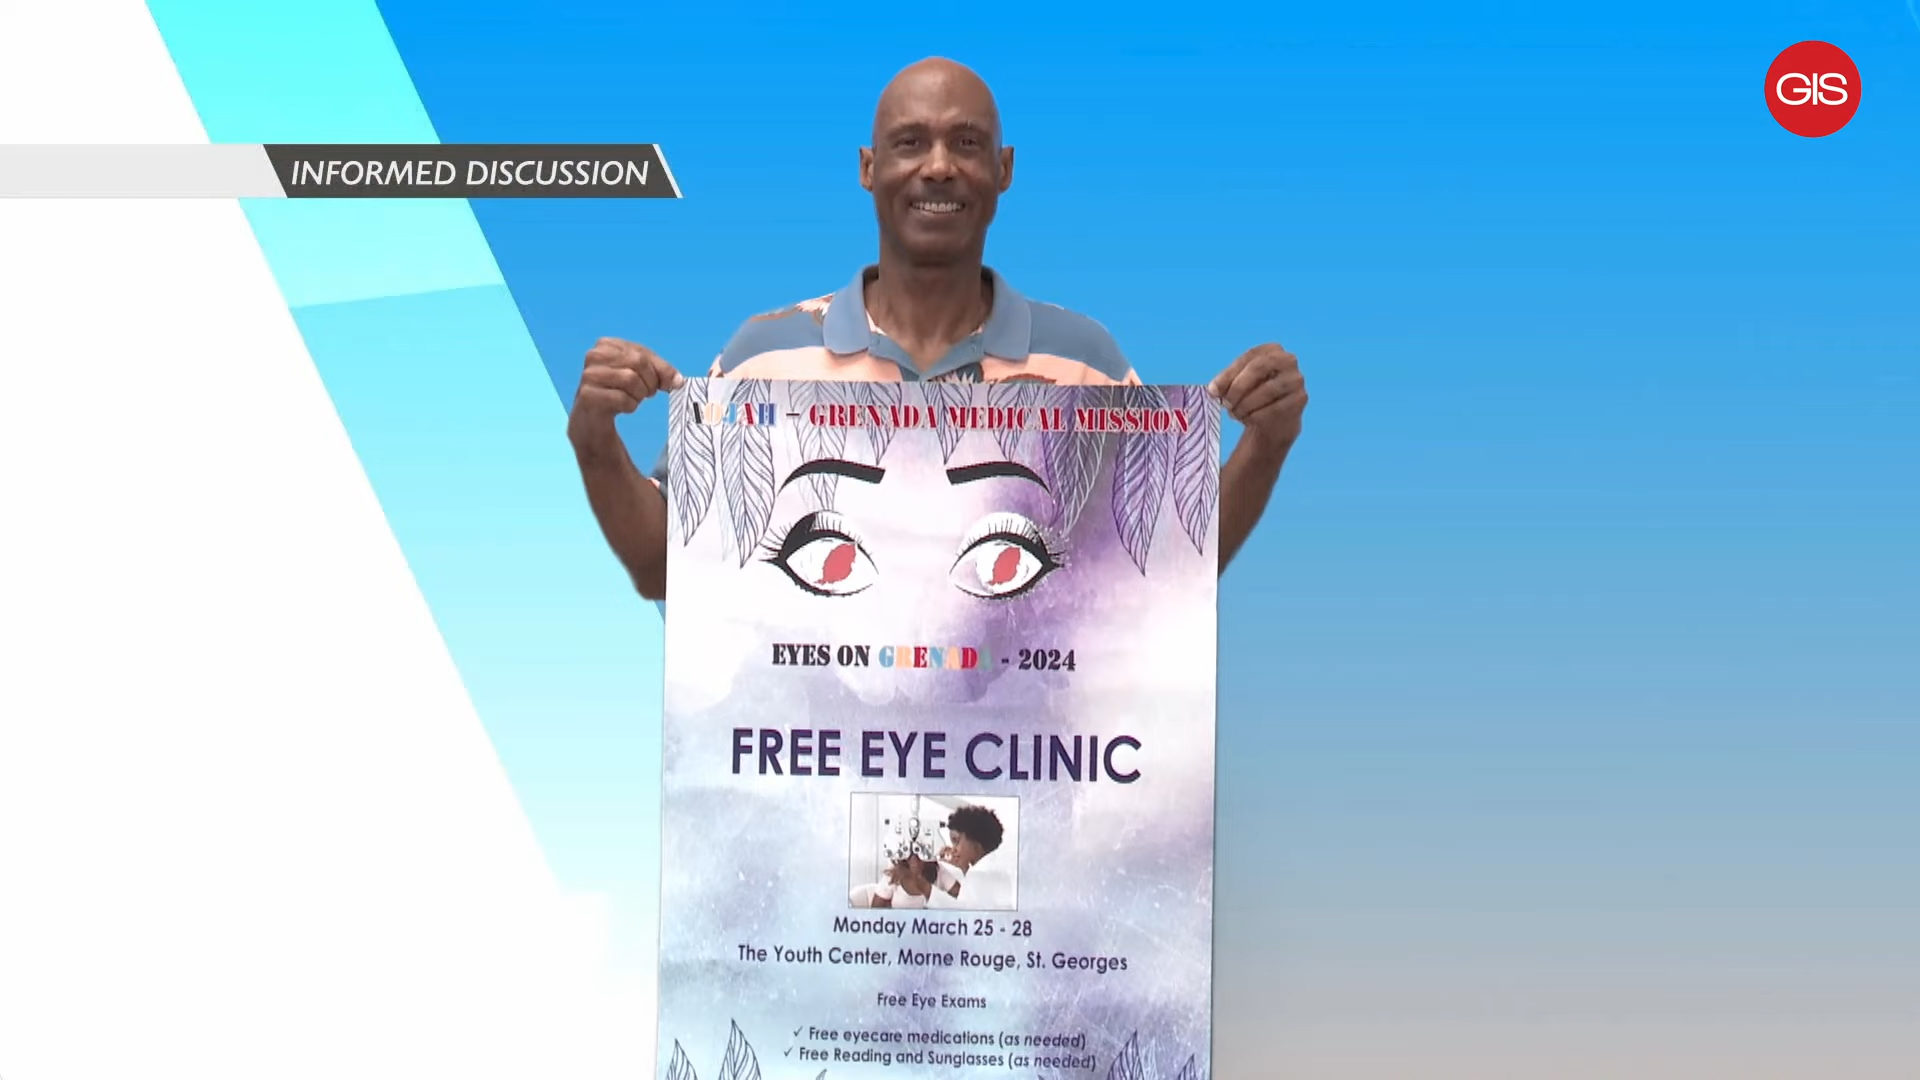 GIS
INFORMED DISCUSSION
AOJAH – GRENADA MEDICAL MISSION
EYES ON GRENADA - 2024
FREE EYE CLINIC
Monday March 25 - 28
The Youth Center, Morne Rouge, St. Georges
Free Eye Exams
✓ Free eyecare medications (as needed)
✓ Free Reading and Sunglasses (as needed)